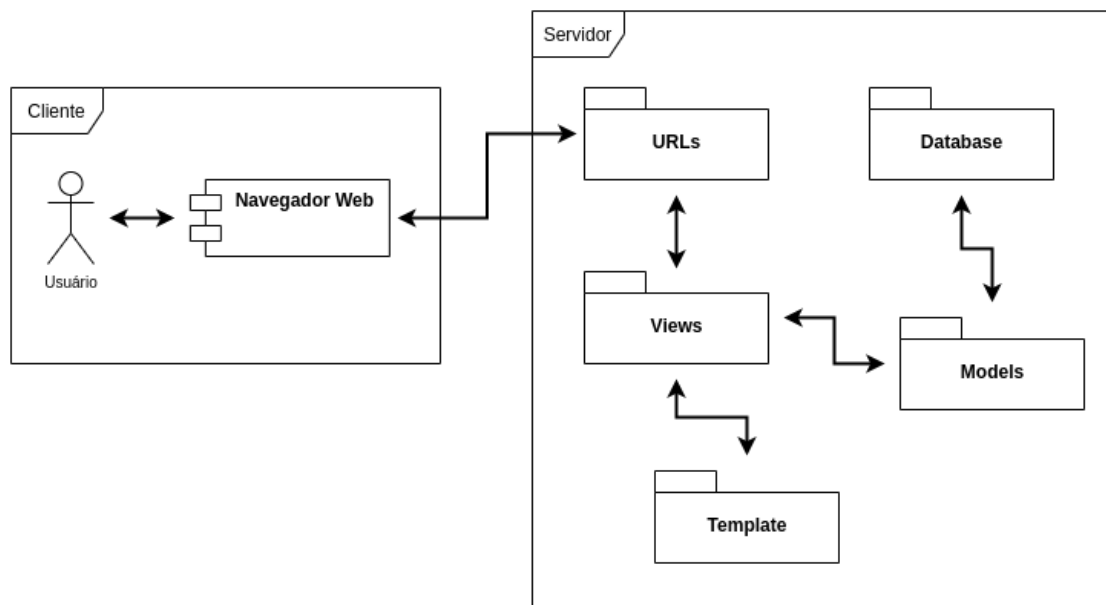 Servidor
Cliente
URLs
Database
Navegador Web
Usuário
Views
Models
Template